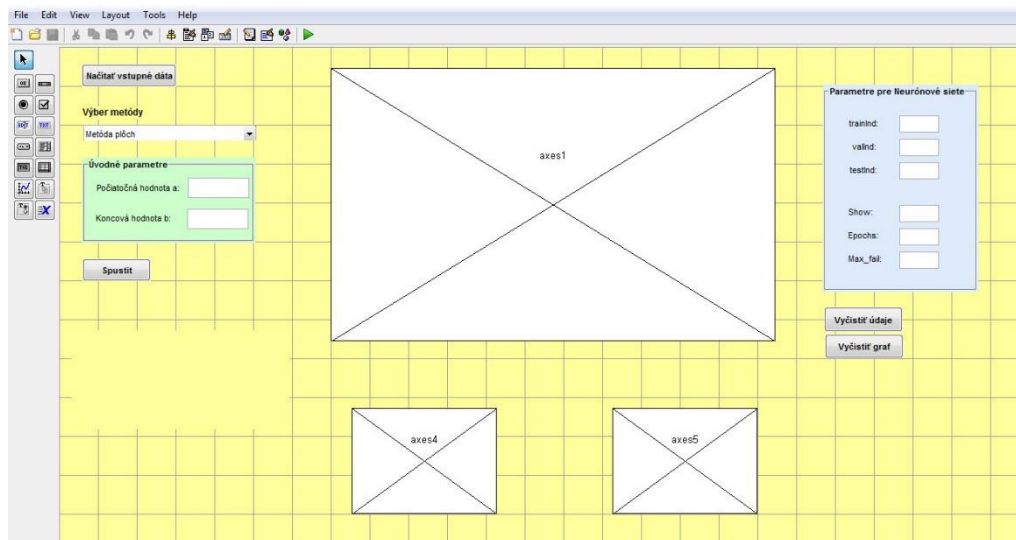 File Edit View Layout Tools Help
Načítať vstupné dáta
Výber metódy
Metóda plôch
Úvodné parametre
Počiatočná hodnota a:
Koncová hodnota b:
Spustit
axes1
axes4
axes5
Parametre pre Neurónové siete
trainInd:
valInd:
testInd:
Show:
Epochs:
Max_fail:
Vyčistiť údaje
Vyčistiť graf